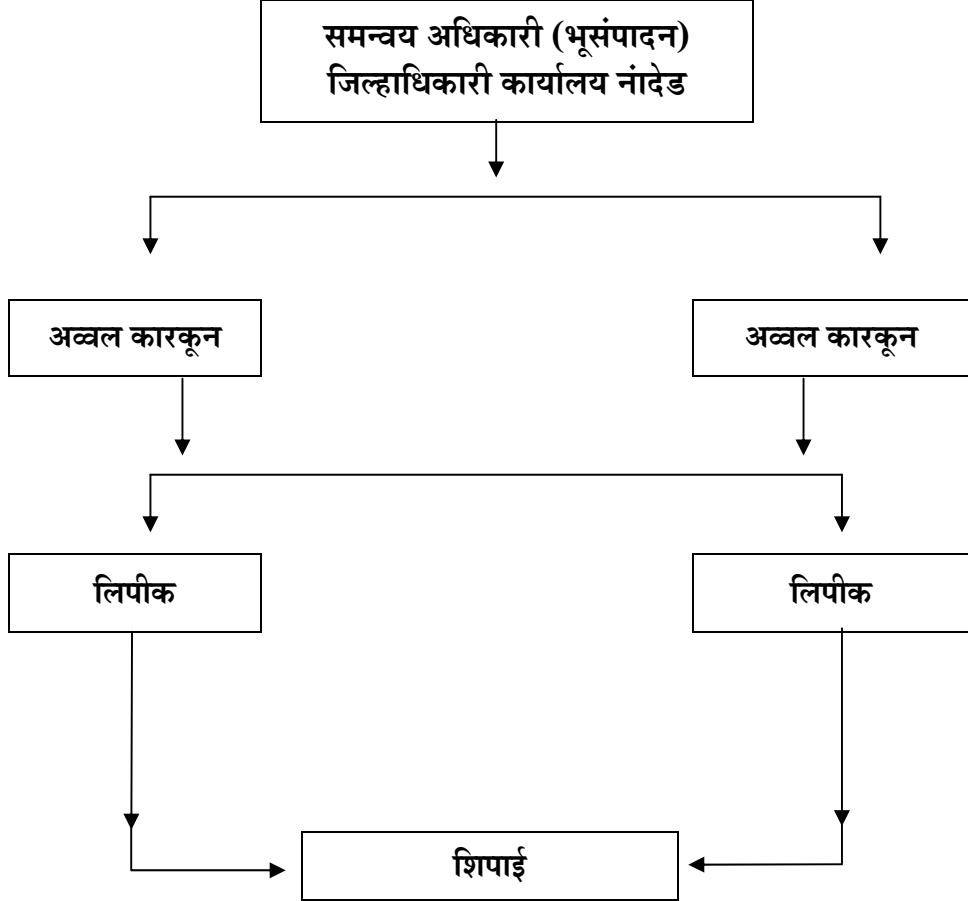 समन्वय अधिकारी (भूसंपादन)
जिल्हाधिकारी कार्यालय नांदेड
अव्वल कारकून
अव्वल कारकून
लिपीक
लिपीक
शिपाई